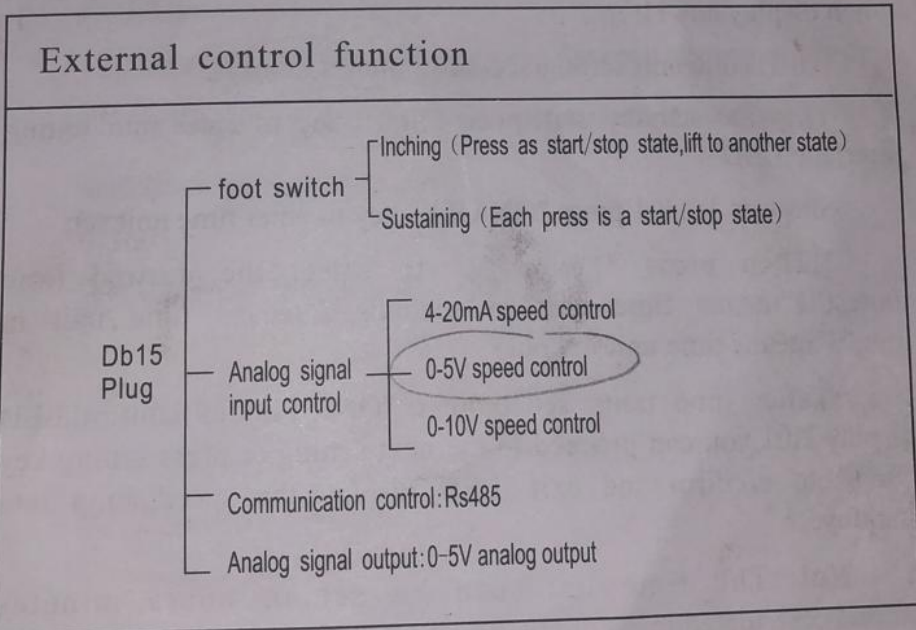 External control function
Inching (Press as start/stop state,lift to another state)
foot switch
Sustaining (Each press is a start/stop state)
4-20mA speed control
Db15
Plug
Analog signal
input control
0-5V speed control
0-10V speed control
Communication control:Rs485
Analog signal output:0-5V analog output